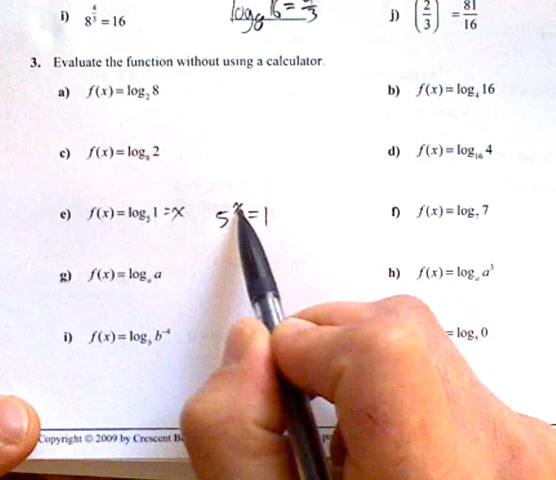 i) 8^(4/3) = 16 log₈ 16 = 4/3 j) (2/3) = 81/16
3. Evaluate the function without using a calculator.
a) f(x) = log₂ 8 b) f(x) = log₄ 16
c) f(x) = log₈ 2 d) f(x) = log₁₆ 4
e) f(x) = log₅ 1 = x 5ˣ = 1 f) f(x) = log₇ 7
g) f(x) = logₐ a h) f(x) = logₐ a³
i) f(x) = log_b b⁻⁴ = log, 0
Copyright © 2009 by Crescent